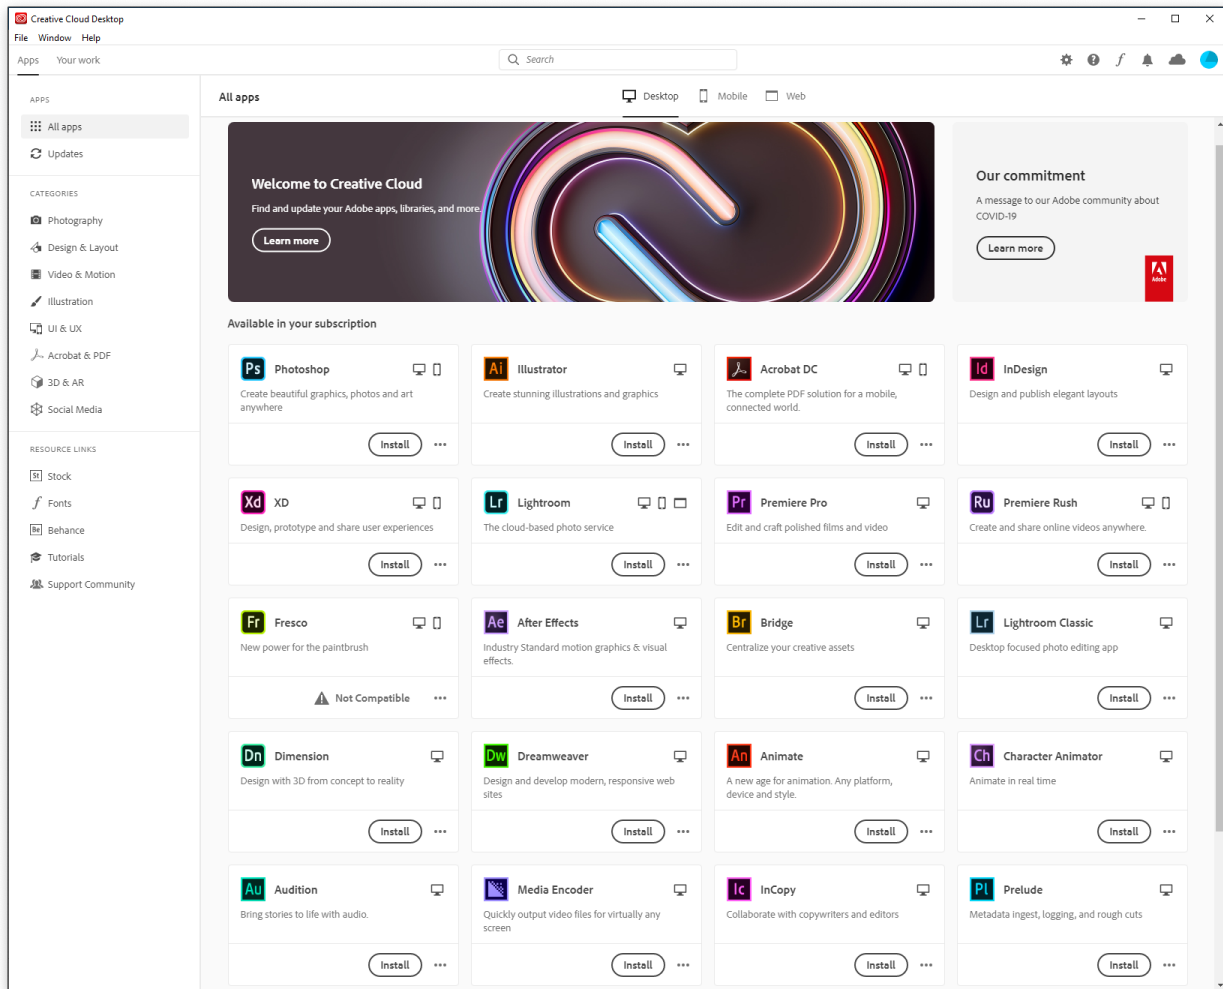 Creative Cloud Desktop
File Window Help
Apps Your work
Search
APPS
All apps
Updates
CATEGORIES
Photography
Design & Layout
Video & Motion
Illustration
UI & UX
Acrobat & PDF
3D & AR
Social Media
RESOURCE LINKS
St Stock
Fonts
Be Behance
Tutorials
Support Community
All apps
Desktop Mobile Web
Welcome to Creative Cloud
Find and update your Adobe apps, libraries, and more.
Learn more
Our commitment
A message to our Adobe community about
COVID-19
Learn more
Adobe
Available in your subscription
Ps Photoshop
Create beautiful graphics, photos and art
anywhere
Install
Ai Illustrator
Create stunning illustrations and graphics
Install
Acrobat DC
The complete PDF solution for a mobile,
connected world.
Install
Id InDesign
Design and publish elegant layouts
Install
Xd XD
Design, prototype and share user experiences
Install
Lr Lightroom
The cloud-based photo service
Install
Pr Premiere Pro
Edit and craft polished films and video
Install
Ru Premiere Rush
Create and share online videos anywhere.
Install
Fr Fresco
New power for the paintbrush
Not Compatible
Ae After Effects
Industry Standard motion graphics & visual
effects.
Install
Br Bridge
Centralize your creative assets
Install
Lr Lightroom Classic
Desktop focused photo editing app
Install
Dn Dimension
Design with 3D from concept to reality
Install
Dw Dreamweaver
Design and develop modern, responsive web
sites
Install
An Animate
A new age for animation. Any platform,
device and style.
Install
Ch Character Animator
Animate in real time
Install
Au Audition
Bring stories to life with audio.
Install
Media Encoder
Quickly output video files for virtually any
screen
Install
Ic InCopy
Collaborate with copywriters and editors
Install
Pl Prelude
Metadata ingest, logging, and rough cuts
Install